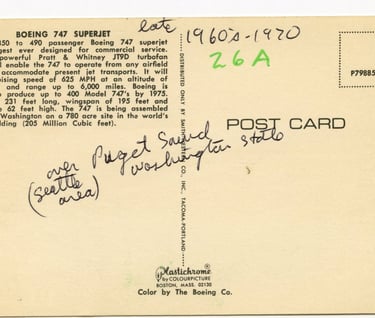 late 1960's-1970
26A
BOEING 747 SUPERJET
350 to 490 passenger Boeing 747 superjet
gest ever designed for commercial service.
powerful Pratt & Whitney JT9D turbofan
l enable the 747 to operate from any airfield
accommodate present jet transports. It will
ising speed of 625 MPH at an altitude of
and range up to 6,000 miles. Boeing is
o produce up to 400 Model 747's by 1975.
231 feet long, wingspan of 195 feet and
62 feet high. The 747 is being assembled
Washington on a 780 acre site in the world's
lding (205 Million Cubic feet).
P79885
POST CARD
DISTRIBUTED ONLY BY CO., INC., TACOMA-PORTLAND
over Puget Sound
Washington State
(Seattle
area)
Plastichrome
by COLOURPICTURE
BOSTON, MASS. 02130
Color by The Boeing Co.